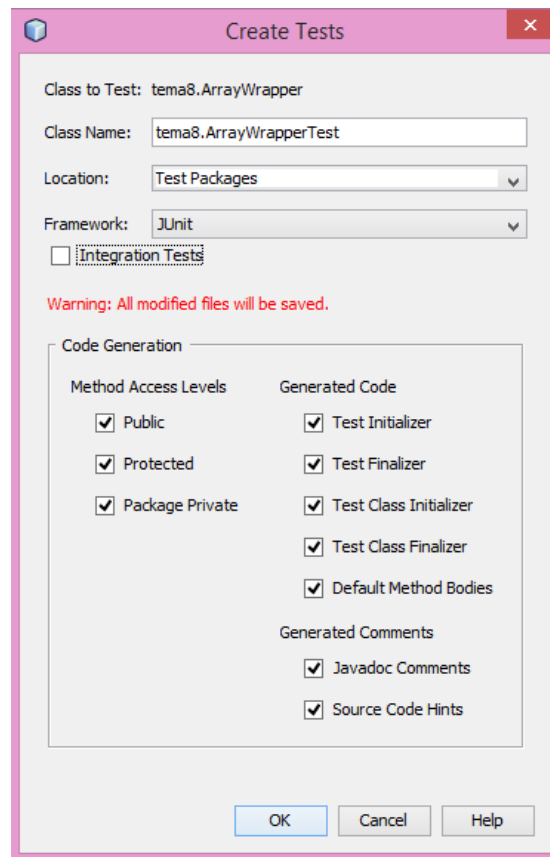 Create Tests
Class to Test: tema8.ArrayWrapper
Class Name: tema8.ArrayWrapperTest
Location: Test Packages
Framework: JUnit
Integration Tests
Warning: All modified files will be saved.
Code Generation
Method Access Levels
Public
Protected
Package Private
Generated Code
Test Initializer
Test Finalizer
Test Class Initializer
Test Class Finalizer
Default Method Bodies
Generated Comments
Javadoc Comments
Source Code Hints
OK Cancel Help